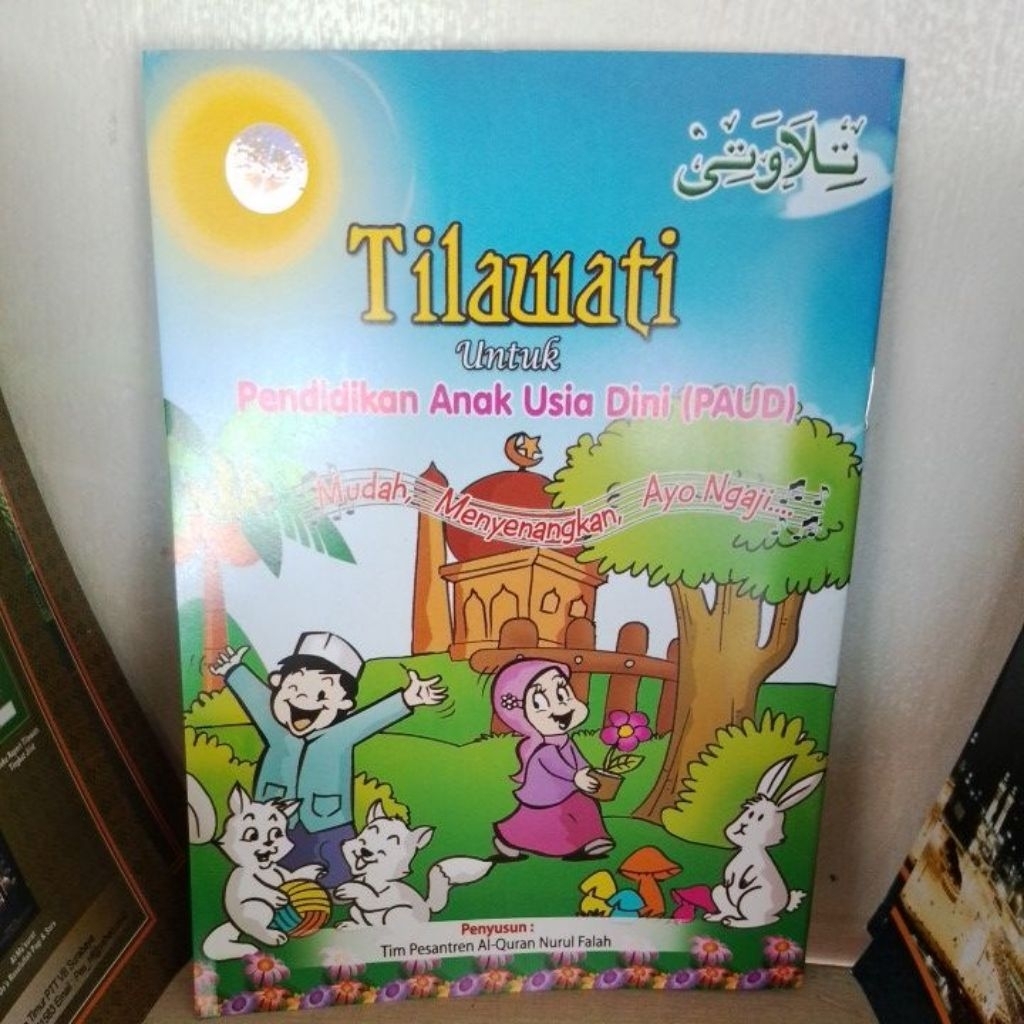 تِلَاوَتِىْ
Tilawati
Untuk
Pendidikan Anak Usia Dini (PAUD)
Mudah, Menyenangkan, Ayo Ngaji....
Penyusun :
Tim Pesantren Al-Quran Nurul Falah